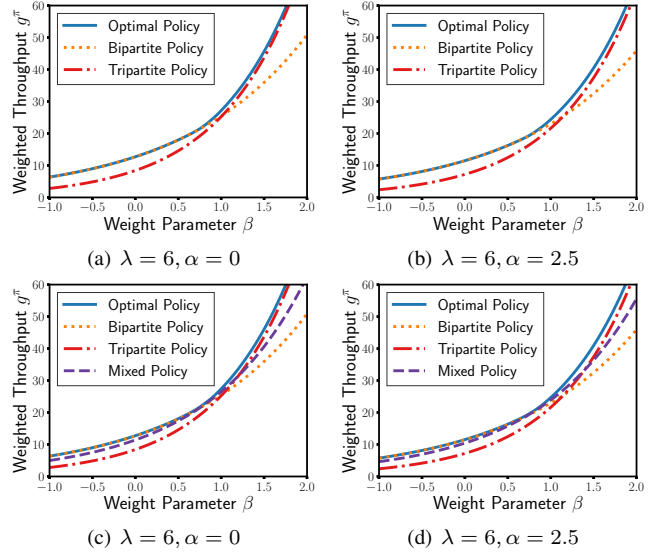 Weighted Throughput g^π
60
50
40
30
20
10
0
Optimal Policy
Bipartite Policy
Tripartite Policy
−1.0 −0.5 0.0 0.5 1.0 1.5 2.0
Weight Parameter β
(a) λ = 6, α = 0
Weighted Throughput g^π
60
50
40
30
20
10
0
Optimal Policy
Bipartite Policy
Tripartite Policy
−1.0 −0.5 0.0 0.5 1.0 1.5 2.0
Weight Parameter β
(b) λ = 6, α = 2.5
Weighted Throughput g^π
60
50
40
30
20
10
0
Optimal Policy
Bipartite Policy
Tripartite Policy
Mixed Policy
−1.0 −0.5 0.0 0.5 1.0 1.5 2.0
Weight Parameter β
(c) λ = 6, α = 0
Weighted Throughput g^π
60
50
40
30
20
10
0
Optimal Policy
Bipartite Policy
Tripartite Policy
Mixed Policy
−1.0 −0.5 0.0 0.5 1.0 1.5 2.0
Weight Parameter β
(d) λ = 6, α = 2.5